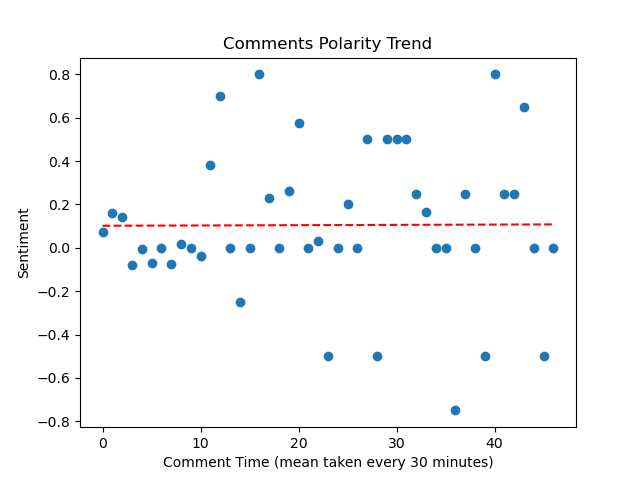 Comments Polarity Trend
0.8
0.6
0.4
0.2
0.0
−0.2
−0.4
−0.6
−0.8
Sentiment
0 10 20 30 40
Comment Time (mean taken every 30 minutes)